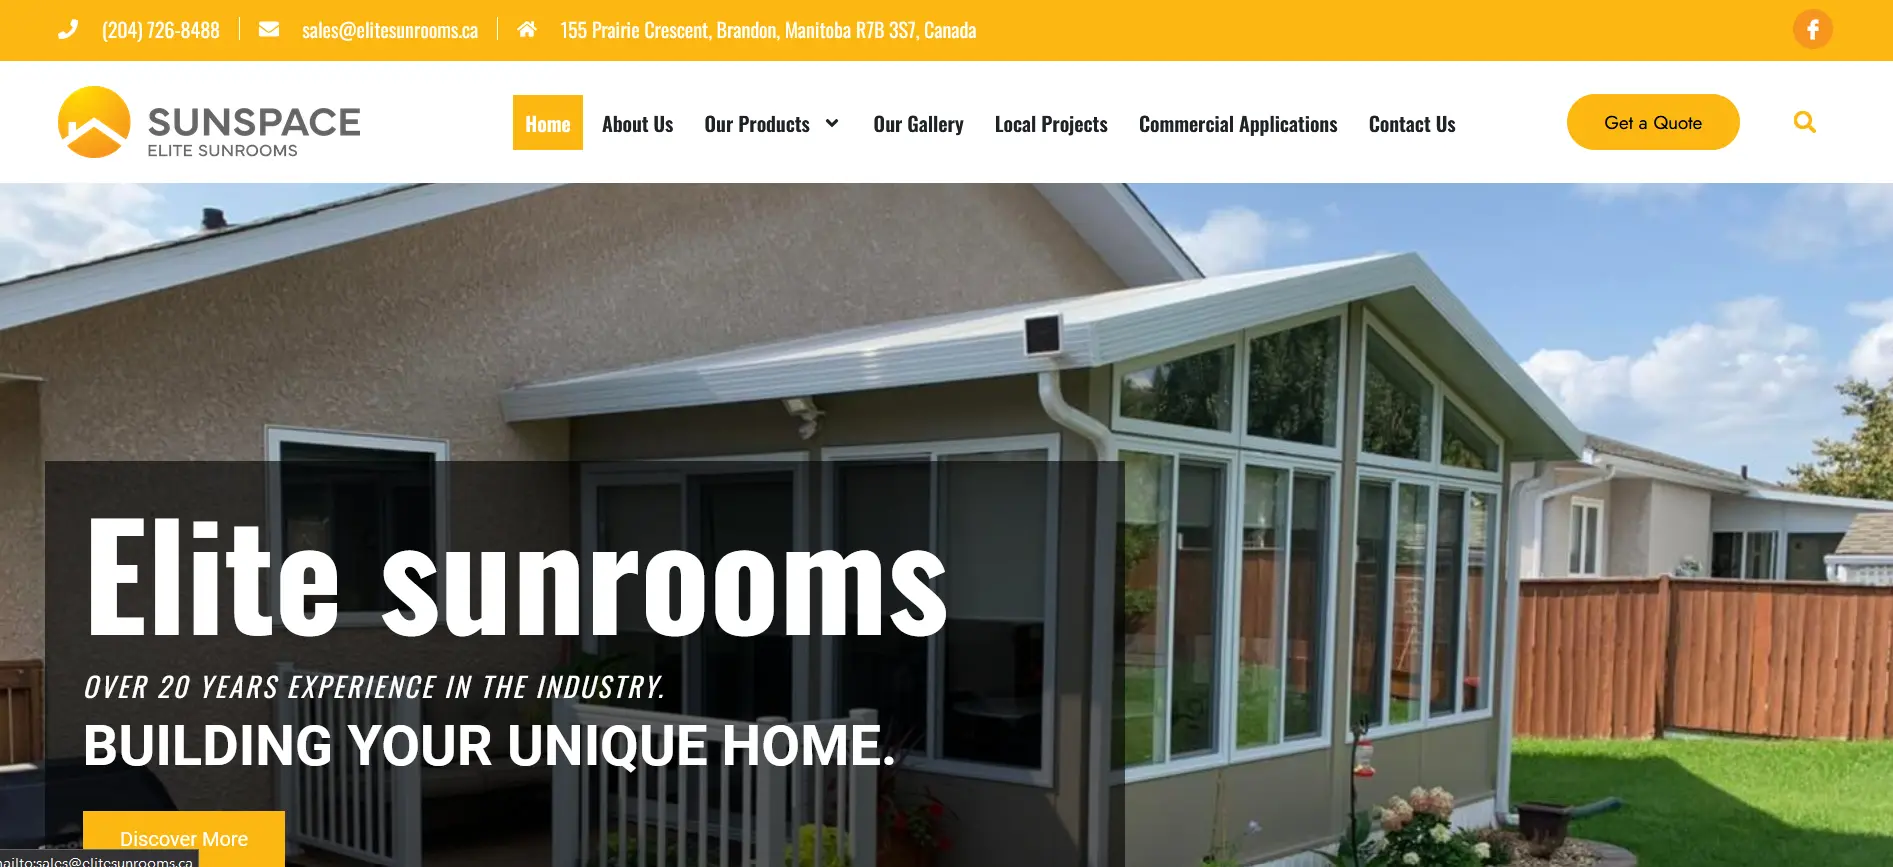 (204) 726-8488 sales@elitesunrooms.ca 155 Prairie Crescent, Brandon, Manitoba R7B 3S7, Canada
SUNSPACE
ELITE SUNROOMS
Home About Us Our Products Our Gallery Local Projects Commercial Applications Contact Us Get a Quote
Elite sunrooms
OVER 20 YEARS EXPERIENCE IN THE INDUSTRY.
BUILDING YOUR UNIQUE HOME.
Discover More
ailto:sales@elitesunrooms.ca